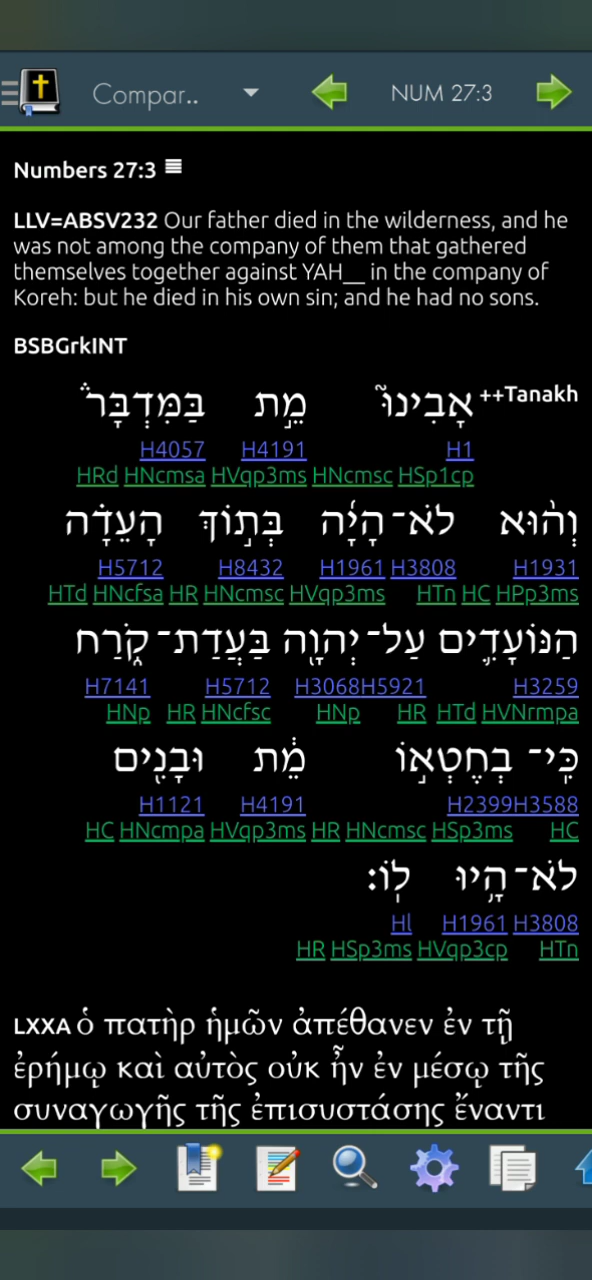 Compar..
NUM 27:3
Numbers 27:3
LLV=ABSV232 Our father died in the wilderness, and he
was not among the company of them that gathered
themselves together against YAH__ in the company of
Koreh: but he died in his own sin; and he had no sons.
BSBGrkINT
++Tanakh אָבִינוּ֮ מֵ֣ת בַּמִּדְבָּר֒
H1 H4191 H4057
HRd HNcmsa HVqp3ms HNcmsc HSp1cp
וְה֨וּא לֹא־הָיָ֜ה בְּת֣וֹךְ הָעֵדָ֗ה
H1931 H3808 H1961 H8432 H5712
HTd HNcfsa HR HNcmsc HVqp3ms HTn HC HPp3ms
הַנּוֹעָדִ֛ים עַל־יְהוָ֖ה בַּעֲדַת־קֹ֑רַח
H3259 H5921 H3068 H5712 H7141
HNp HR HNcfsc HNp HR HTd HVNrmpa
כִּֽי־ בְחֶטְא֣וֹ מֵ֔ת וּבָנִ֖ים
H3588 H2399 H4191 H1121
HC HNcmpa HVqp3ms HR HNcmsc HSp3ms HC
לֹא־הָ֥יוּ לֽוֹ׃
H3808 H1961 Hl
HR HSp3ms HVqp3cp HTn
LXXA ὁ πατὴρ ἡμῶν ἀπέθανεν ἐν τῇ
ἐρήμῳ καὶ αὐτὸς οὐκ ἦν ἐν μέσῳ τῆς
συναγωγῆς τῆς ἐπισυστάσης ἔναντι